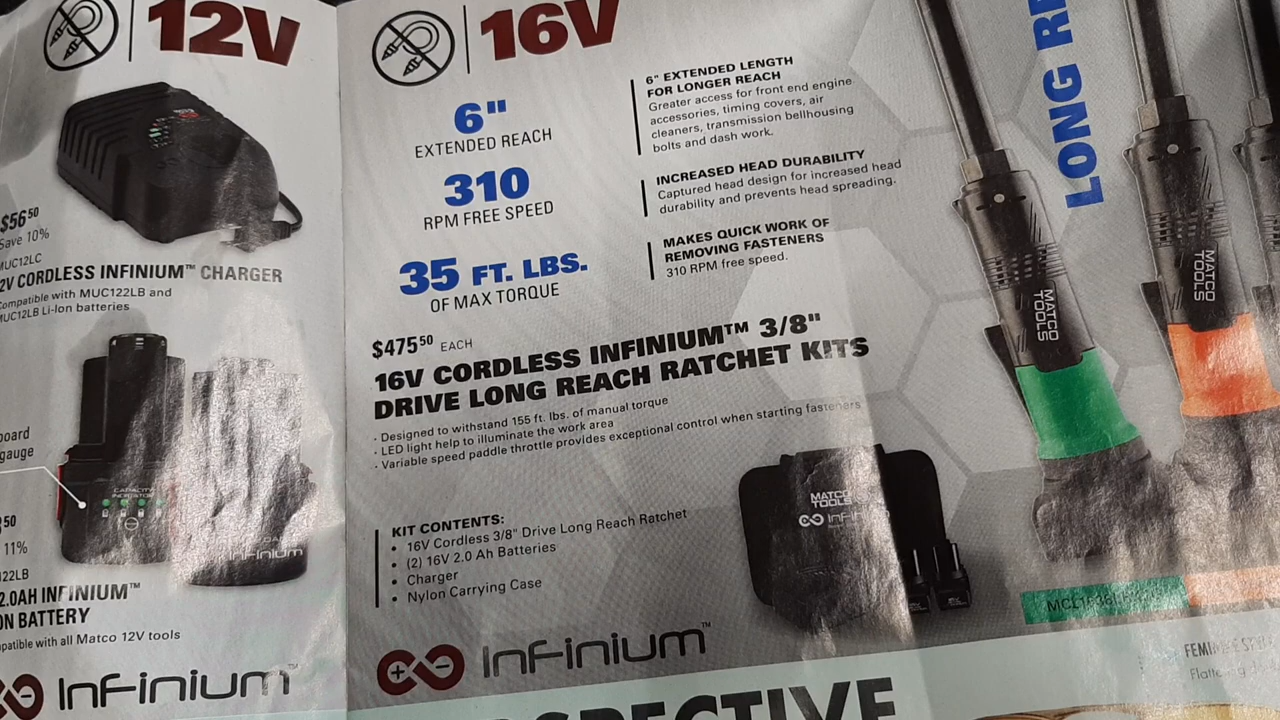 12V
$56 50
Save 10%
MUC12LC
12V CORDLESS INFINIUM™ CHARGER
Compatible with MUC122LB and
MUC12LB Li-Ion batteries
board
gauge
CAPACITY
INDICATOR
InFinium
50
11%
122LB
2.0AH INFINIUM™
ON BATTERY
patible with all Matco 12V tools
InFinium™
16V
6"
EXTENDED REACH
310
RPM FREE SPEED
35 FT. LBS.
OF MAX TORQUE
6" EXTENDED LENGTH
FOR LONGER REACH
Greater access for front end engine
accessories, timing covers, air
cleaners, transmission bellhousing
bolts and dash work.
INCREASED HEAD DURABILITY
Captured head design for increased head
durability and prevents head spreading.
MAKES QUICK WORK OF
REMOVING FASTENERS
310 RPM free speed.
$475 50 EACH
16V CORDLESS INFINIUM™ 3/8"
DRIVE LONG REACH RATCHET KITS
· Designed to withstand 155 ft. lbs. of manual torque
· LED light help to illuminate the work area
· Variable speed paddle throttle provides exceptional control when starting fasteners
KIT CONTENTS:
• 16V Cordless 3/8" Drive Long Reach Ratchet
• (2) 16V 2.0 Ah Batteries
• Charger
• Nylon Carrying Case
MATCO
TOOLS
InFinium
InFinium™
LONG RE
MATCO
TOOLS
MATCO
TOOLS
SPECTIVE